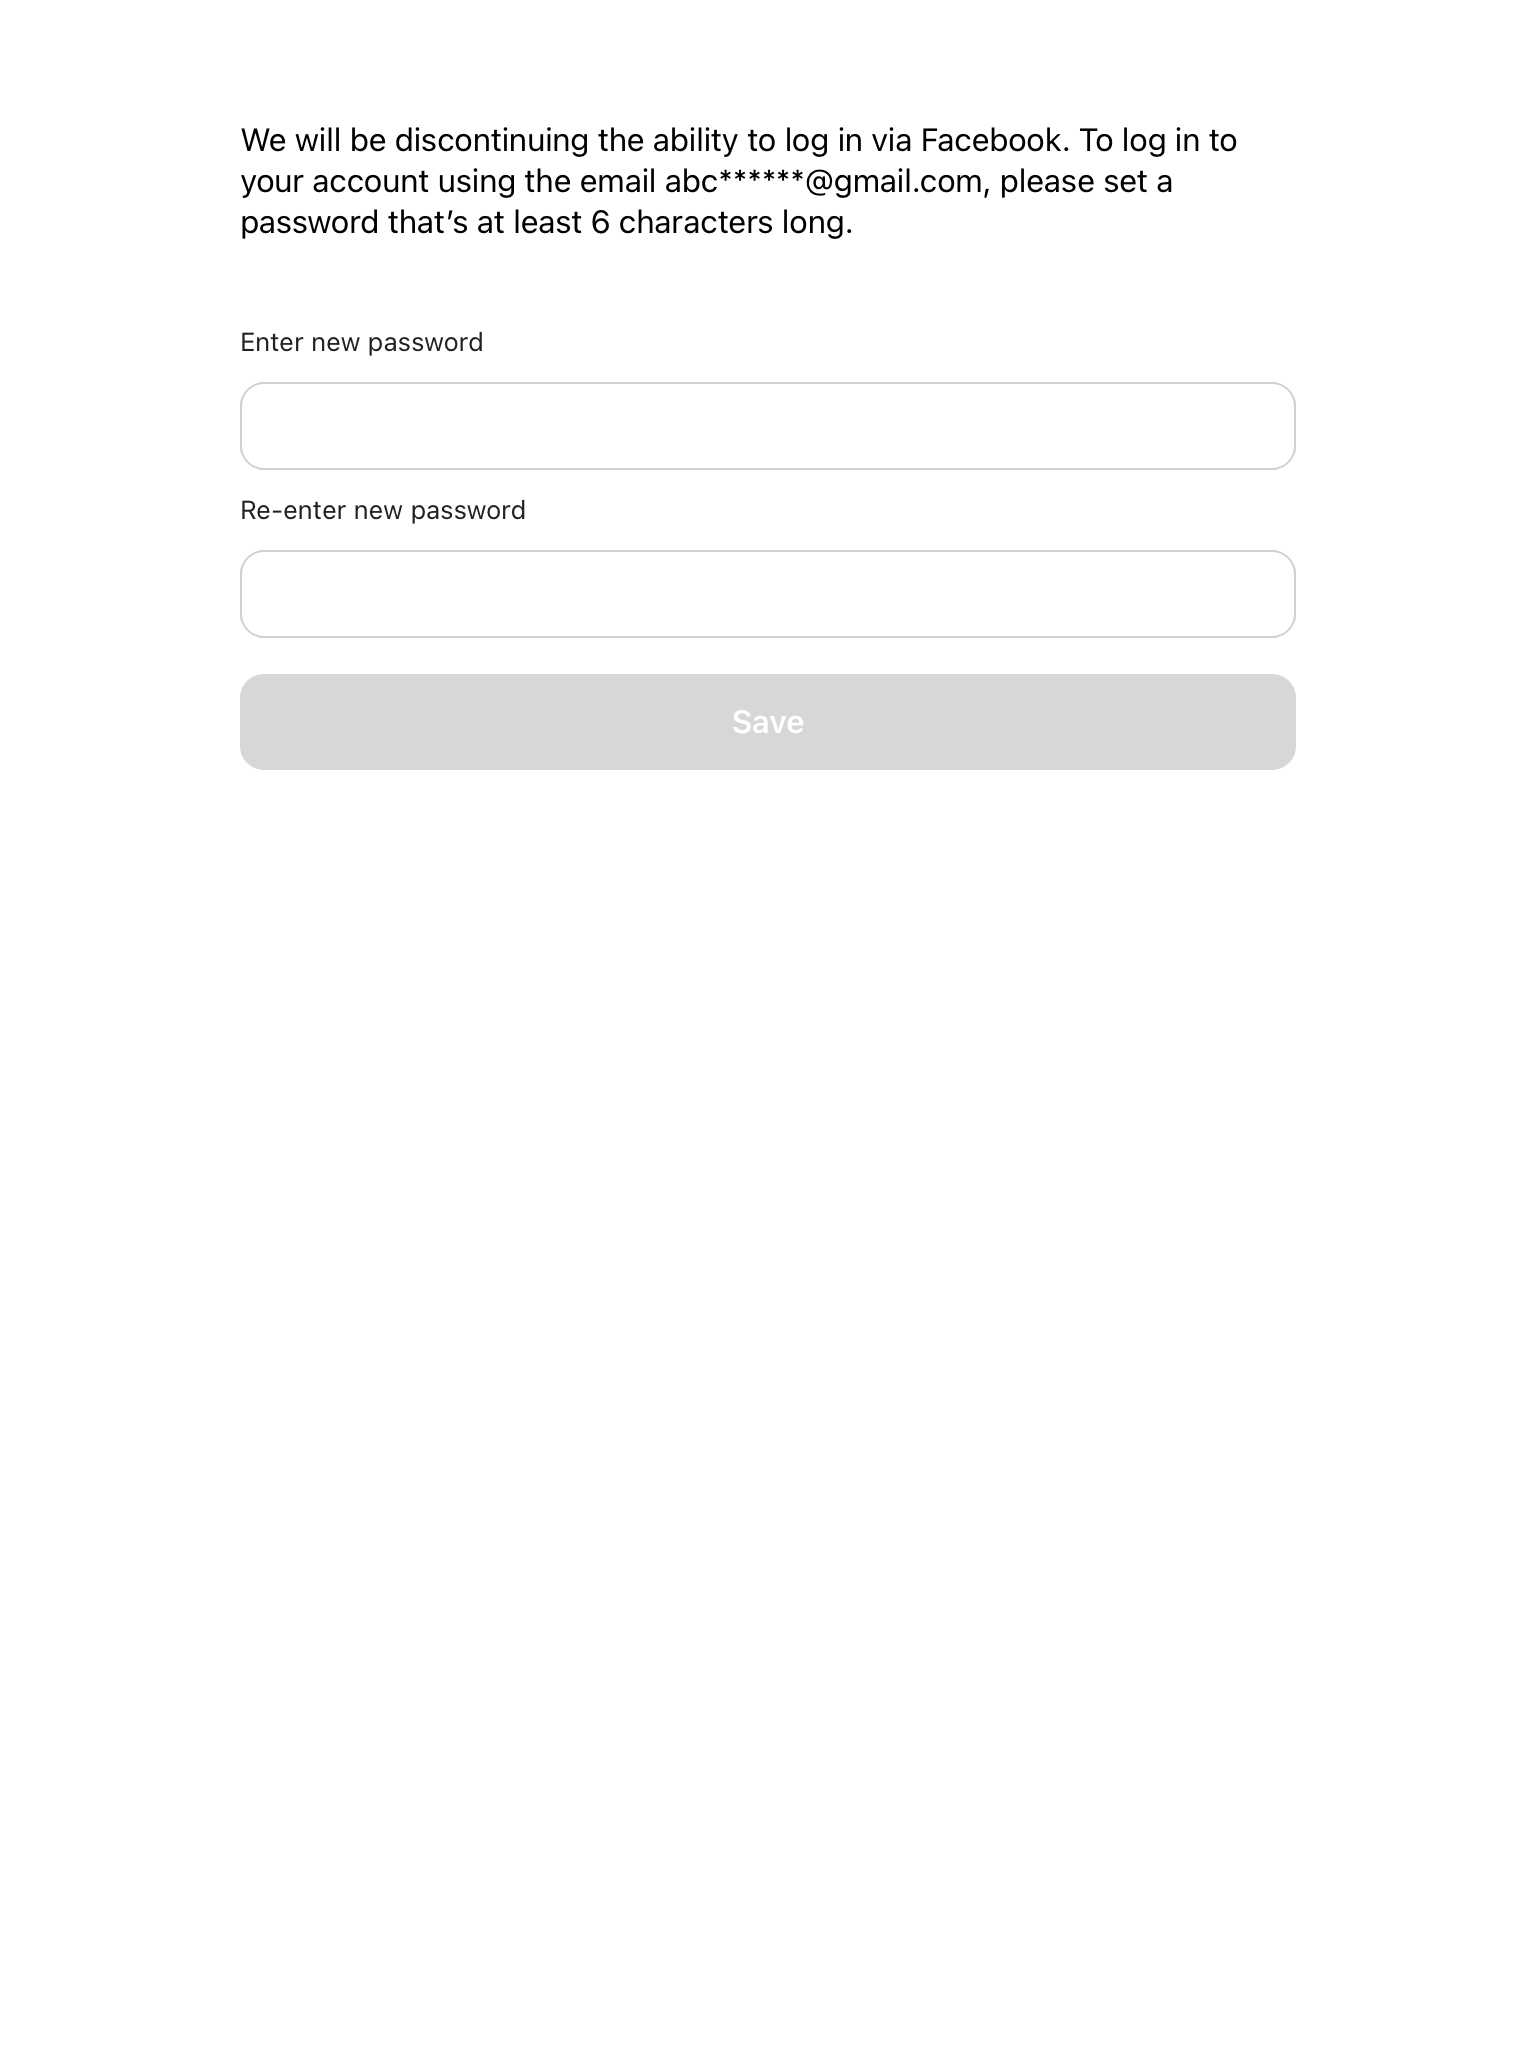 We will be discontinuing the ability to log in via Facebook. To log in to
your account using the email abc******@gmail.com, please set a
password that’s at least 6 characters long.
Enter new password
Re-enter new password
Save